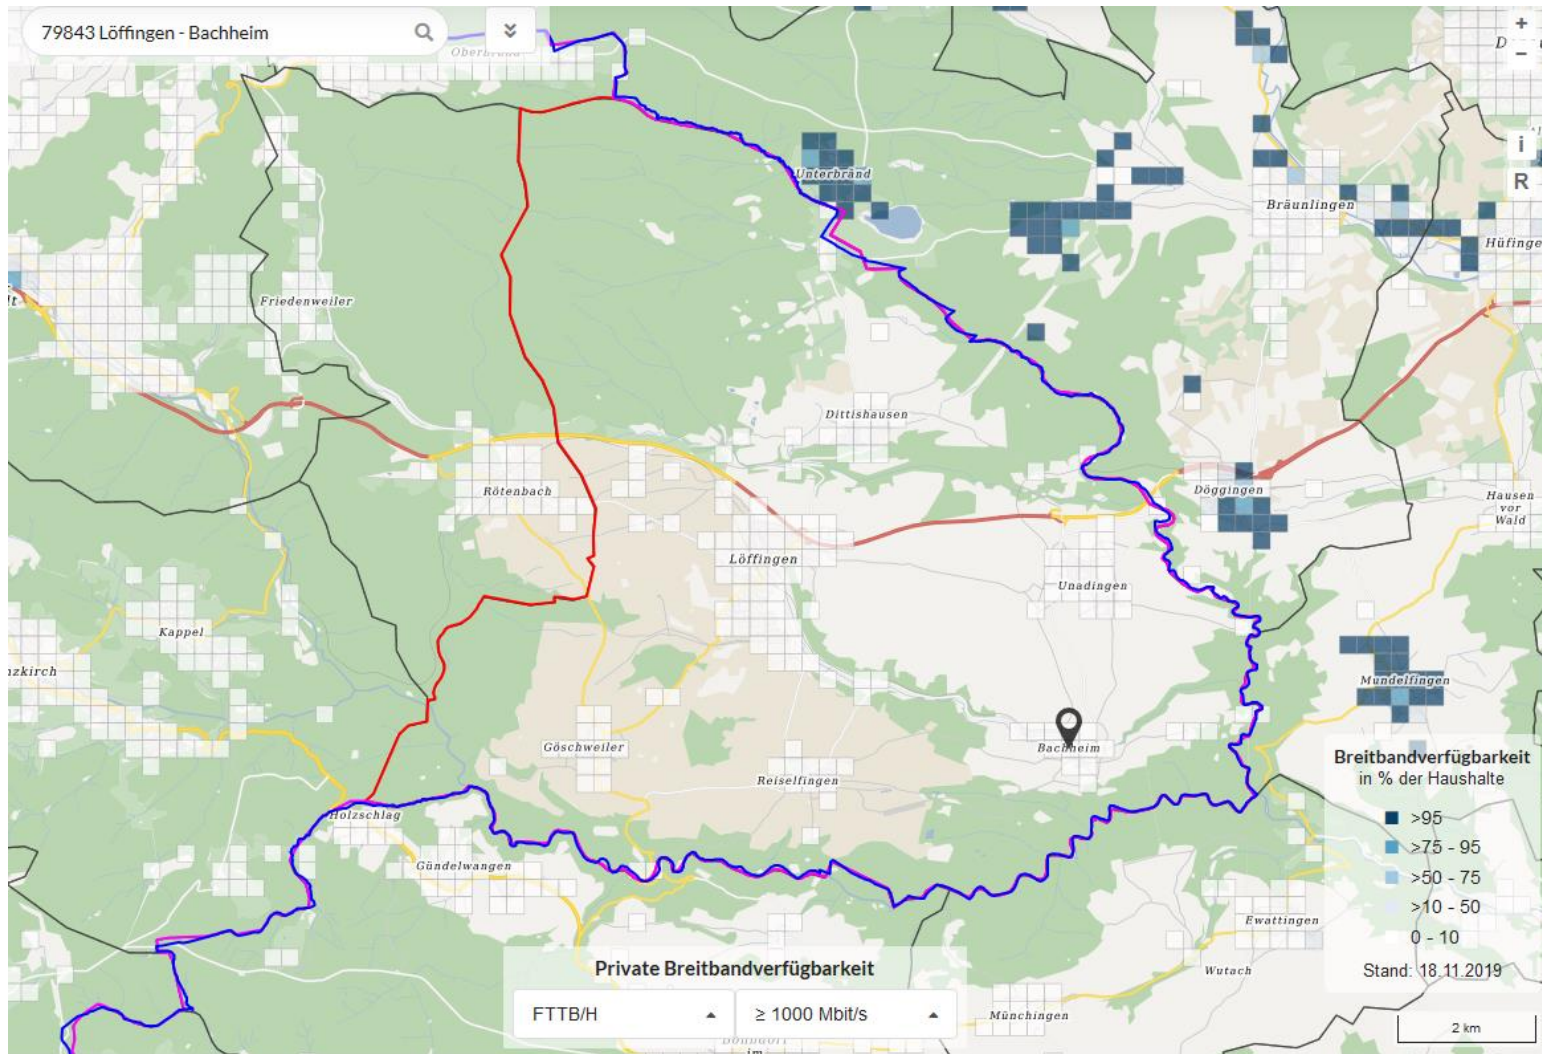 79843 Löffingen - Bachheim
+
−
i
R
Unterbränd
Bräunlingen
Hüfinge
Friedenweiler
Dittishausen
Rötenbach
Döggingen
Hausen
vor
Wald
Löffingen
Unadingen
Kappel
nzkirch
Mundelfingen
Göschweiler
Bachheim
Reiselfingen
Holzschlag
Gündelwangen
Ewattingen
Wutach
Münchingen
Breitbandverfügbarkeit
in % der Haushalte
>95
>75 - 95
>50 - 75
>10 - 50
0 - 10
Stand: 18.11.2019
Private Breitbandverfügbarkeit
FTTB/H
≥ 1000 Mbit/s
2 km